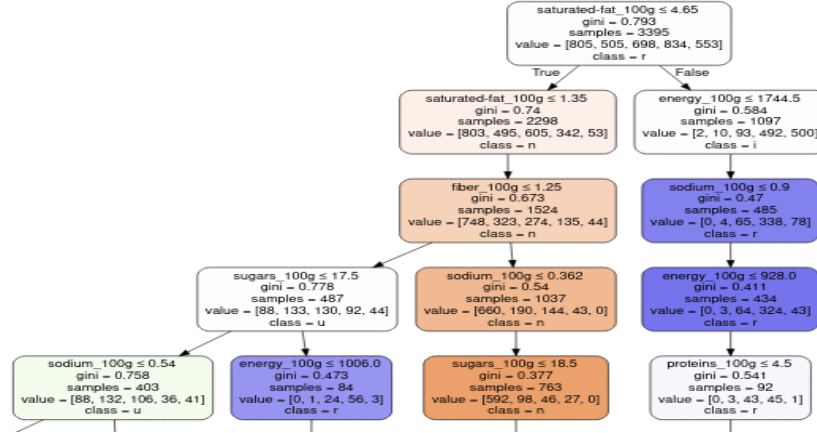 saturated-fat_100g ≤ 4.65
gini = 0.793
samples = 3395
value = [805, 505, 698, 834, 553]
class = r
True
False
saturated-fat_100g ≤ 1.35
gini = 0.74
samples = 2298
value = [803, 495, 605, 342, 53]
class = n
energy_100g ≤ 1744.5
gini = 0.584
samples = 1097
value = [2, 10, 93, 492, 500]
class = i
fiber_100g ≤ 1.25
gini = 0.673
samples = 1524
value = [748, 323, 274, 135, 44]
class = n
sodium_100g ≤ 0.9
gini = 0.47
samples = 485
value = [0, 4, 65, 338, 78]
class = r
sugars_100g ≤ 17.5
gini = 0.778
samples = 487
value = [88, 133, 130, 92, 44]
class = u
sodium_100g ≤ 0.362
gini = 0.54
samples = 1037
value = [660, 190, 144, 43, 0]
class = n
energy_100g ≤ 928.0
gini = 0.411
samples = 434
value = [0, 3, 64, 324, 43]
class = r
sodium_100g ≤ 0.54
gini = 0.758
samples = 403
value = [88, 132, 106, 36, 41]
class = u
energy_100g ≤ 1006.0
gini = 0.473
samples = 84
value = [0, 1, 24, 56, 3]
class = r
sugars_100g ≤ 18.5
gini = 0.377
samples = 763
value = [592, 98, 46, 27, 0]
class = n
proteins_100g ≤ 4.5
gini = 0.541
samples = 92
value = [0, 3, 43, 45, 1]
class = r